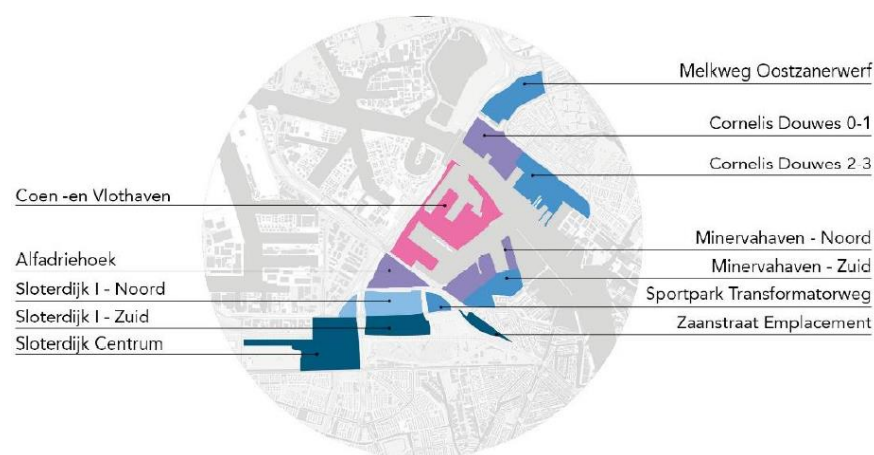 Melkweg Oostzanerwerf
Cornelis Douwes 0-1
Cornelis Douwes 2-3
Coen -en Vlothaven
Minervahaven - Noord
Alfadriehoek
Minervahaven - Zuid
Sloterdijk I - Noord
Sportpark Transformatorweg
Sloterdijk I - Zuid
Zaanstraat Emplacement
Sloterdijk Centrum